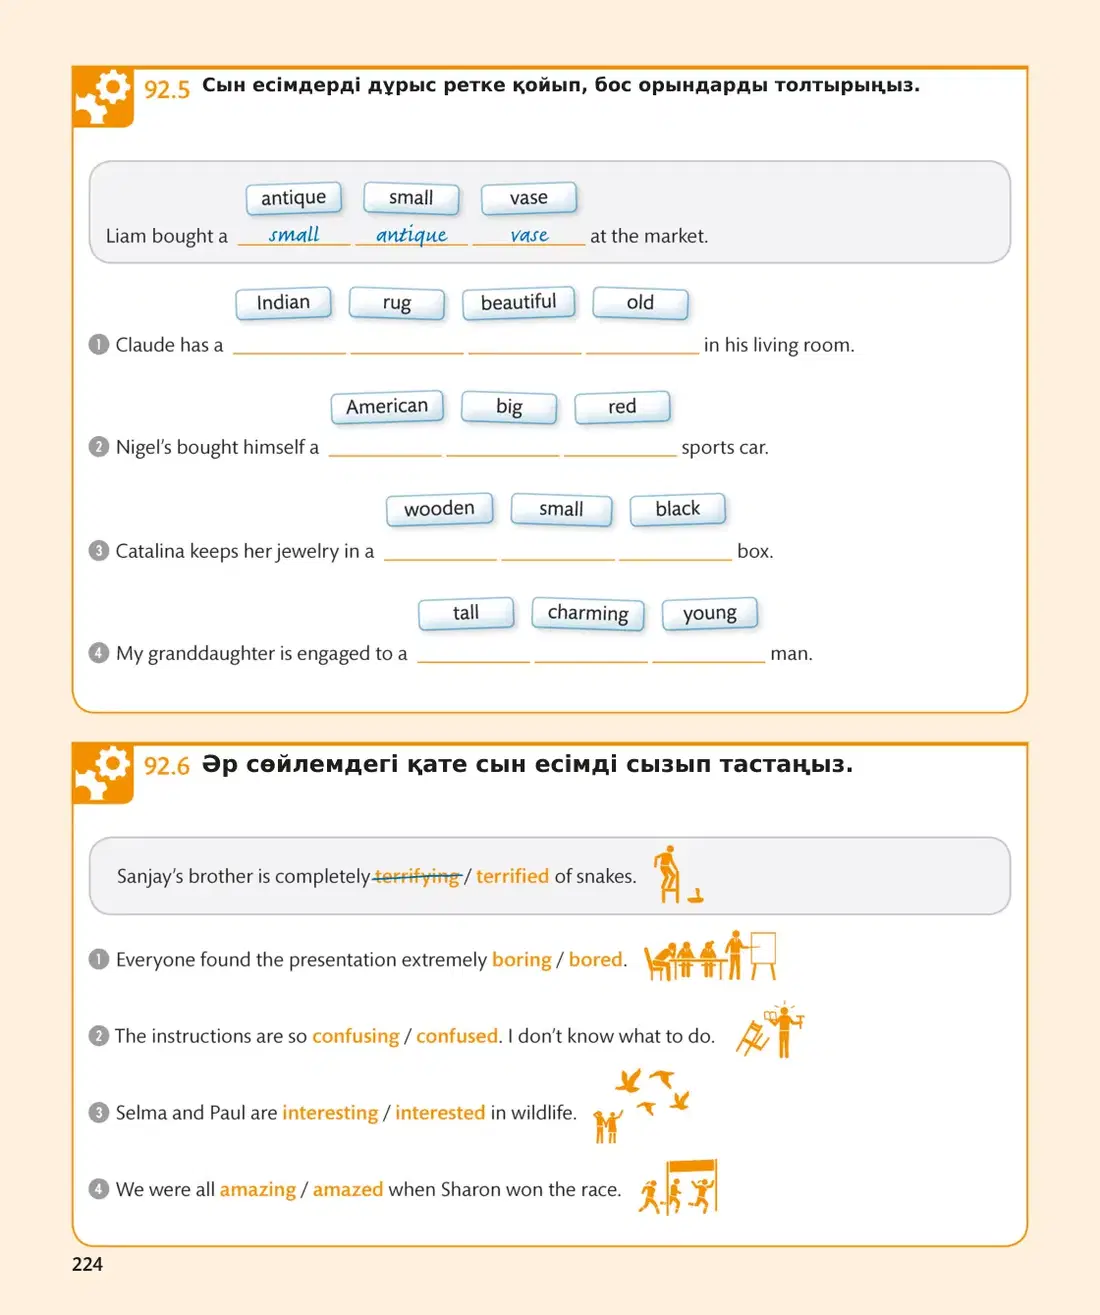 92.5 Сын есімдерді дұрыс ретке қойып, бос орындарды толтырыңыз.
antique small vase
Liam bought a small antique vase at the market.
Indian rug beautiful old
1 Claude has a in his living room.
American big red
2 Nigel’s bought himself a sports car.
wooden small black
3 Catalina keeps her jewelry in a box.
tall charming young
4 My granddaughter is engaged to a man.
92.6 Әр сөйлемдегі қате сын есімді сызып тастаңыз.
Sanjay’s brother is completely terrifying / terrified of snakes.
1 Everyone found the presentation extremely boring / bored.
2 The instructions are so confusing / confused. I don’t know what to do.
3 Selma and Paul are interesting / interested in wildlife.
4 We were all amazing / amazed when Sharon won the race.
224